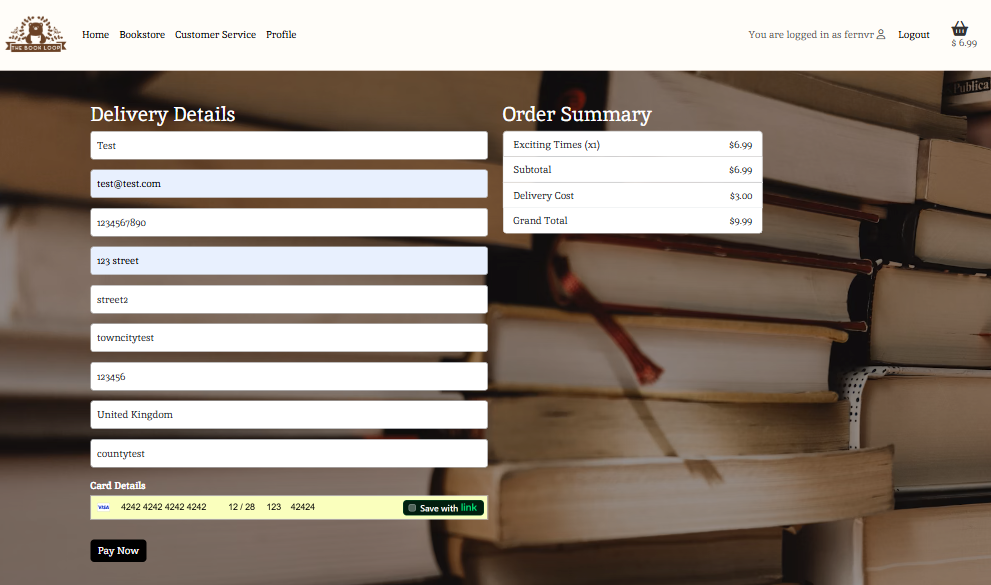 THE BOOK LOOP
Home Bookstore Customer Service Profile
You are logged in as fernvr Logout
$ 6.99
Publica
Delivery Details
Test
test@test.com
1234567890
123 street
street2
towncitytest
123456
United Kingdom
countytest
Card Details
VISA 4242 4242 4242 4242 12 / 28 123 42424 Save with link
Pay Now
Order Summary
Exciting Times (x1) $6.99
Subtotal $6.99
Delivery Cost $3.00
Grand Total $9.99